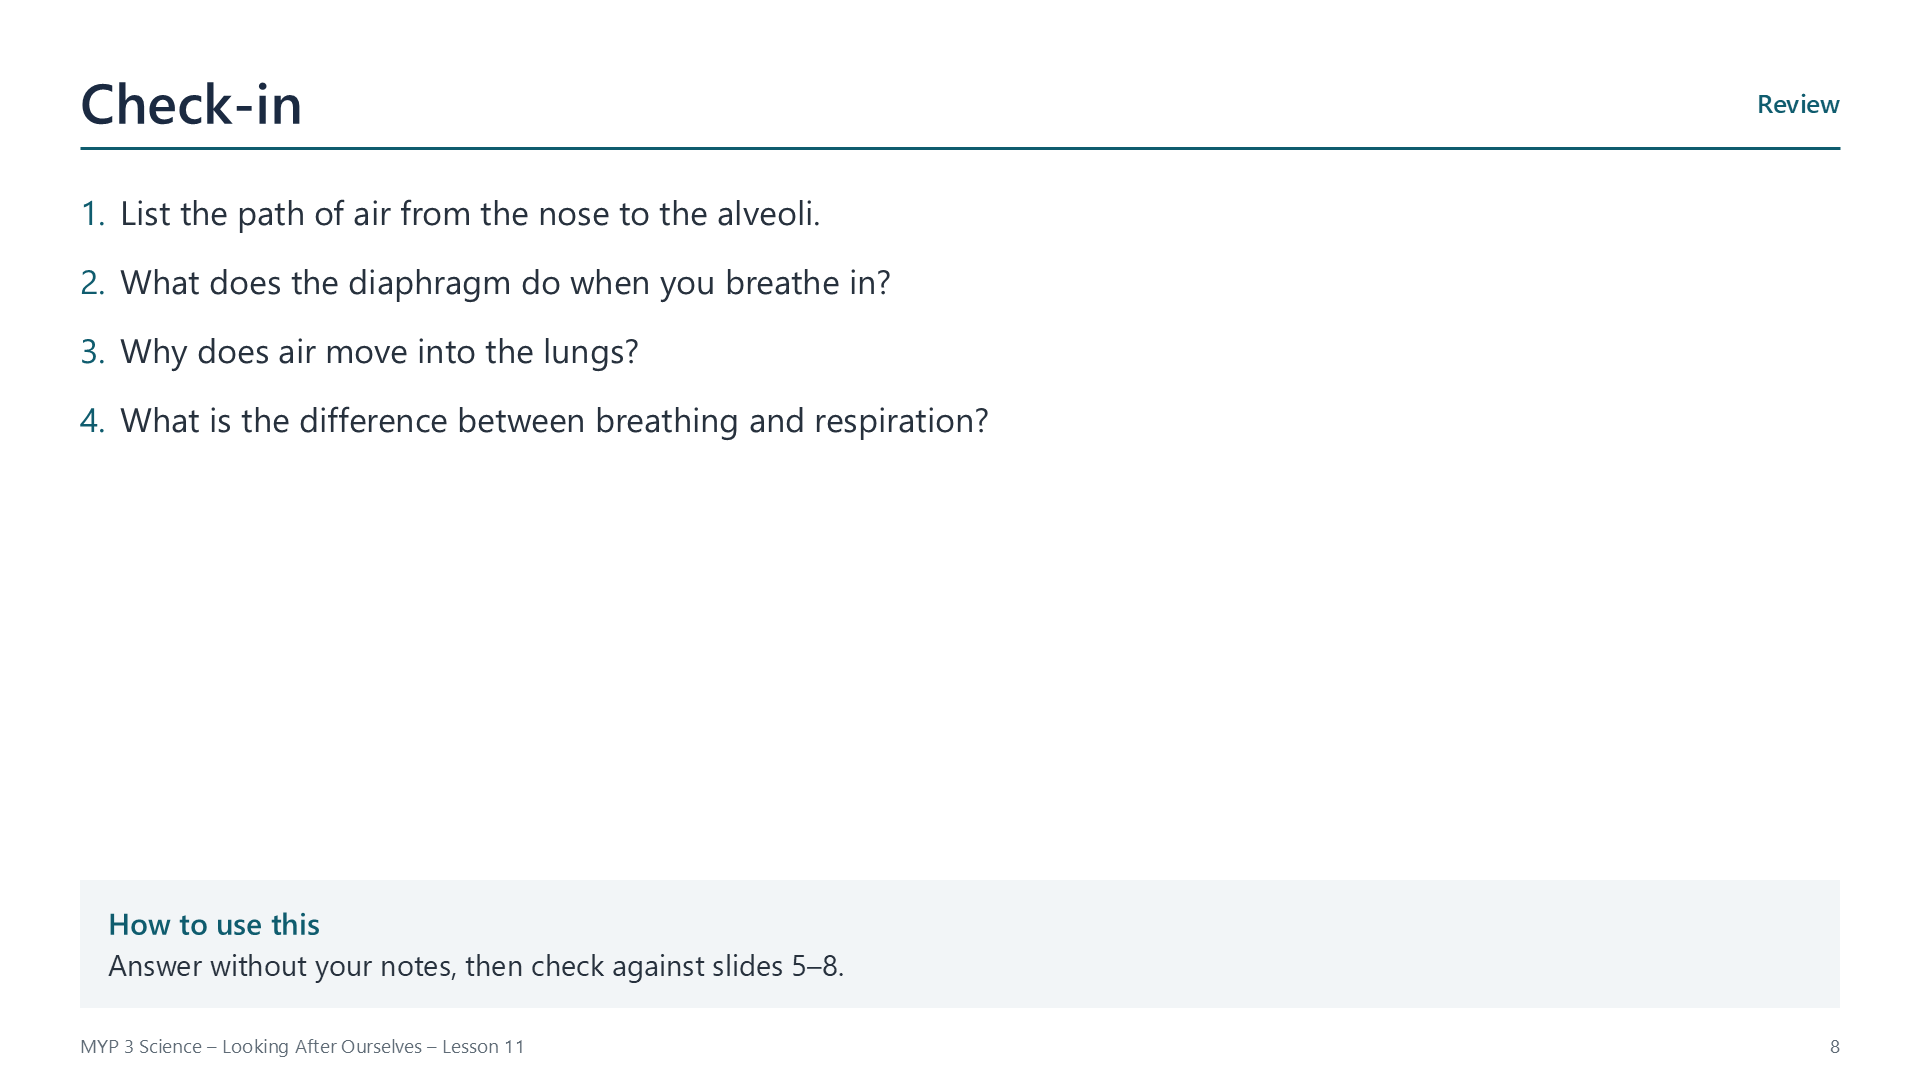 Check-in
Review
1. List the path of air from the nose to the alveoli.
2. What does the diaphragm do when you breathe in?
3. Why does air move into the lungs?
4. What is the difference between breathing and respiration?
How to use this
Answer without your notes, then check against slides 5–8.
MYP 3 Science – Looking After Ourselves – Lesson 11
8